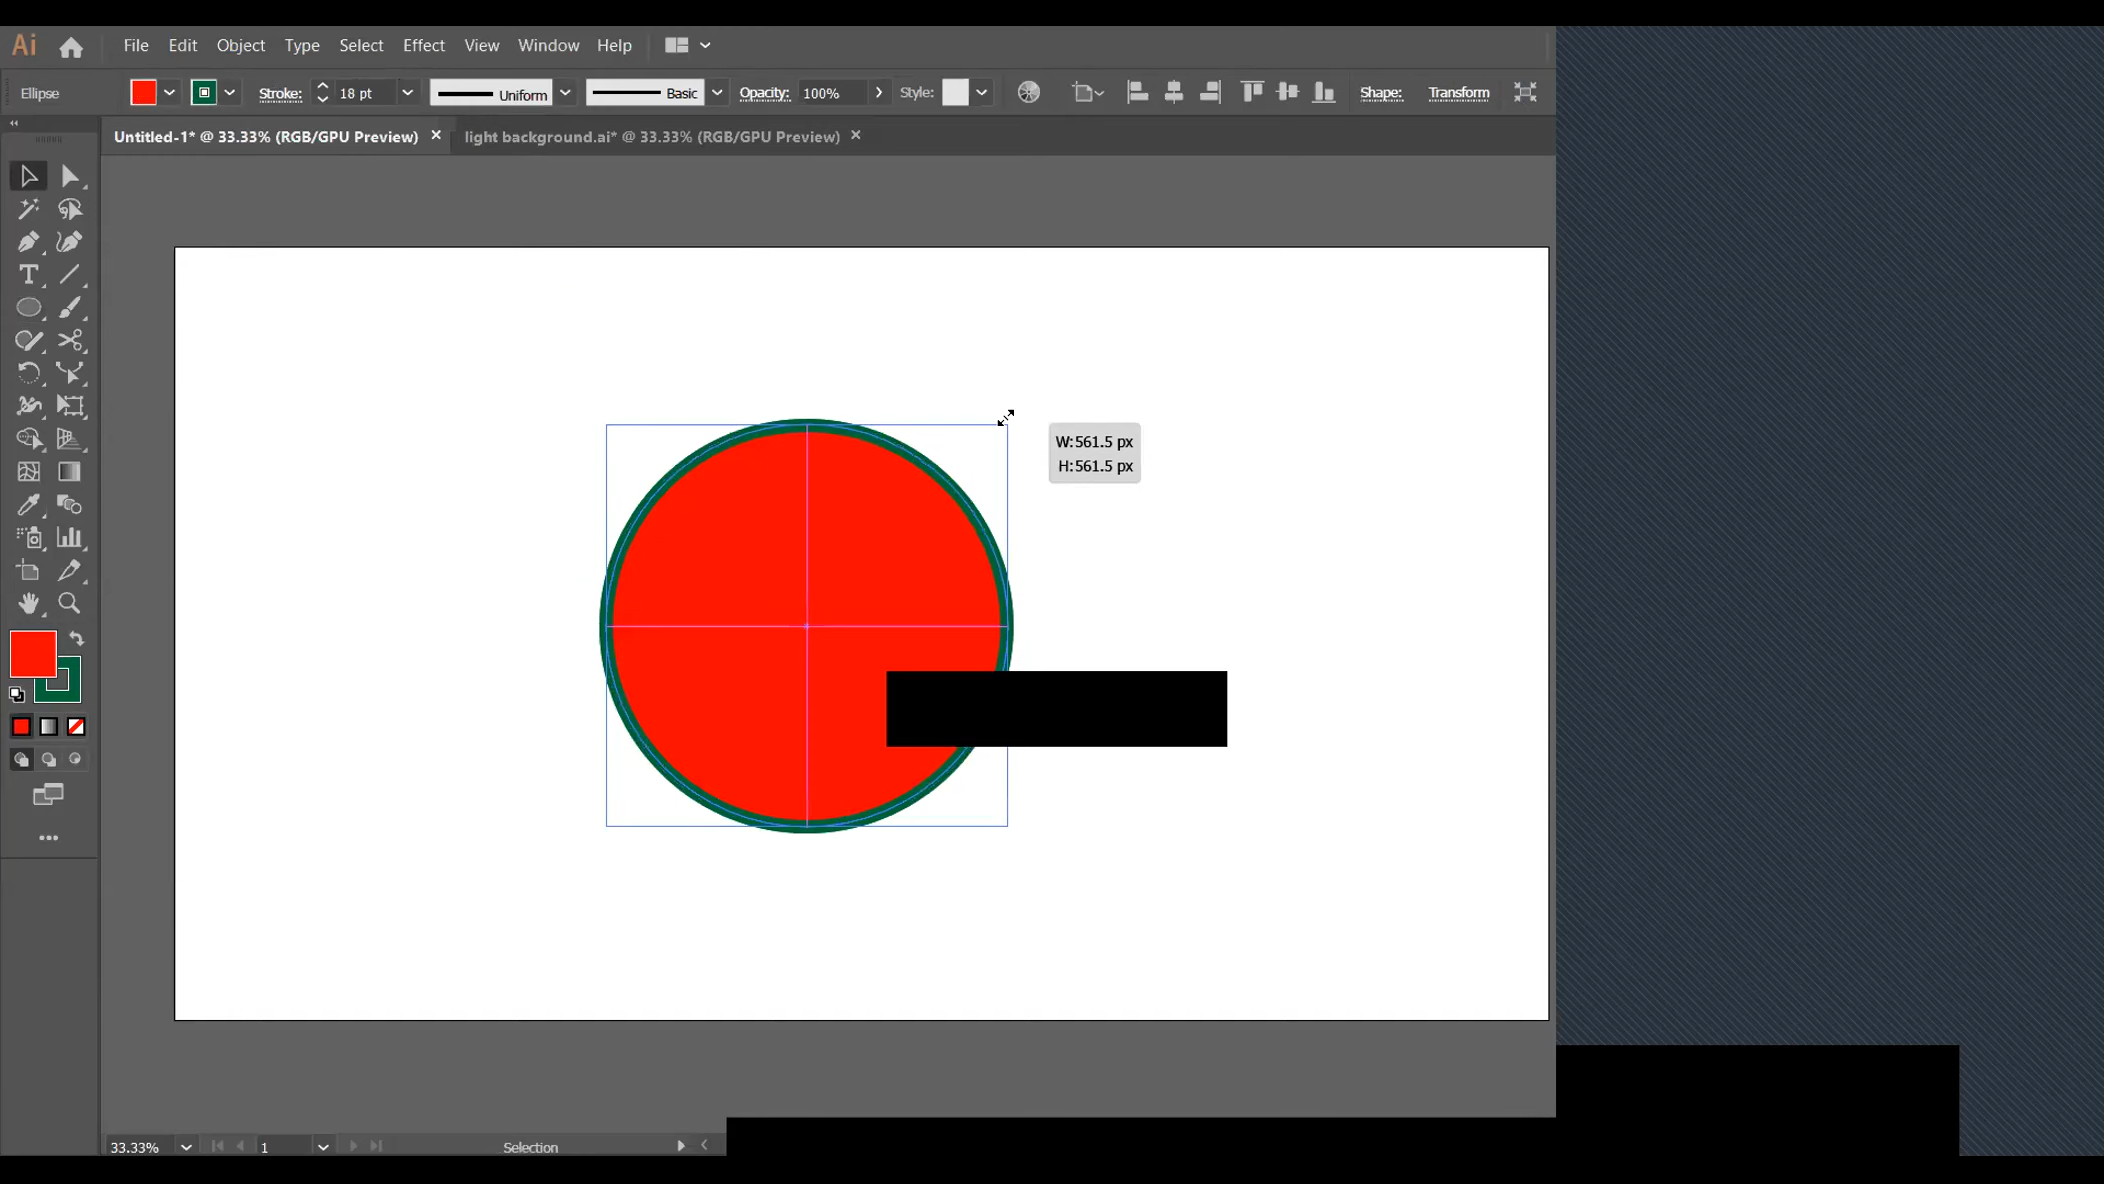 Ai File Edit Object Type Select Effect View Window Help
Ellipse Stroke: 18 pt Uniform Basic Opacity: 100% Style: Shape: Transform
Untitled-1* @ 33.33% (RGB/GPU Preview) × light background.ai* @ 33.33% (RGB/GPU Preview) ×
W:561.5 px
H:561.5 px
33.33% 1 Selection